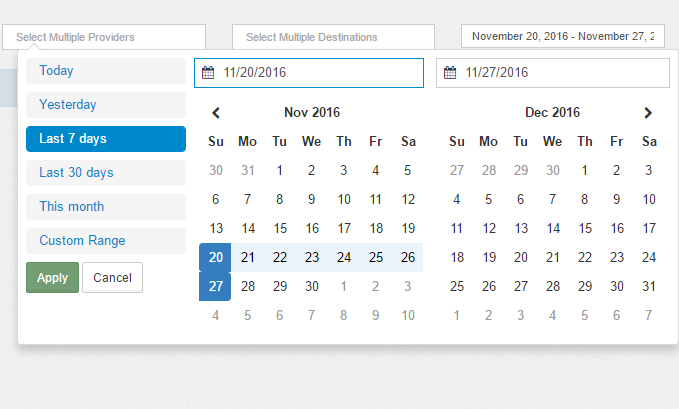 Select Multiple Providers
Select Multiple Destinations
November 20, 2016 - November 27, 2
Today
Yesterday
Last 7 days
Last 30 days
This month
Custom Range
Apply Cancel
11/20/2016
Nov 2016
Su Mo Tu We Th Fr Sa
30 31 1 2 3 4 5
6 7 8 9 10 11 12
13 14 15 16 17 18 19
20 21 22 23 24 25 26
27 28 29 30 1 2 3
4 5 6 7 8 9 10
11/27/2016
Dec 2016
Su Mo Tu We Th Fr Sa
27 28 29 30 1 2 3
4 5 6 7 8 9 10
11 12 13 14 15 16 17
18 19 20 21 22 23 24
25 26 27 28 29 30 31
1 2 3 4 5 6 7